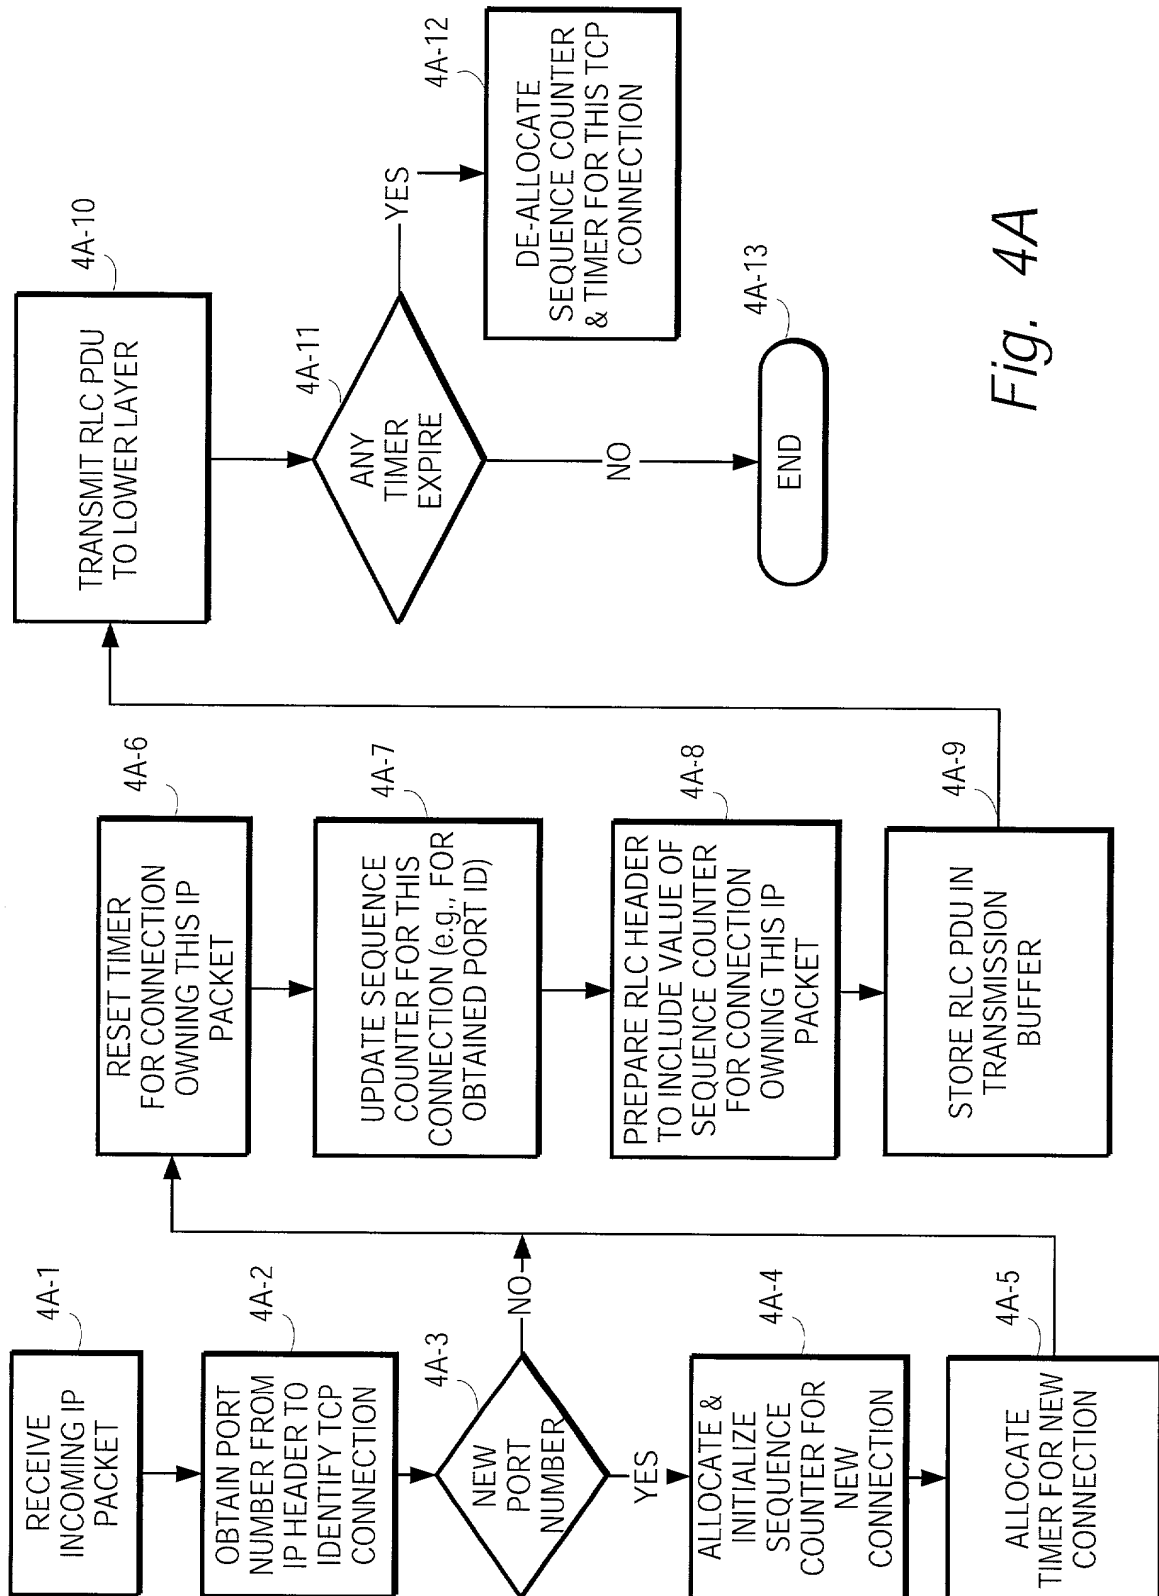 4A-1
RECEIVE
INCOMING IP
PACKET
4A-2
OBTAIN PORT
NUMBER FROM
IP HEADER TO
IDENTIFY TCP
CONNECTION
4A-3
NEW
PORT
NUMBER
NO
YES
4A-4
ALLOCATE &
INITIALIZE
SEQUENCE
COUNTER FOR
NEW
CONNECTION
4A-5
ALLOCATE
TIMER FOR NEW
CONNECTION
4A-6
RESET TIMER
FOR CONNECTION
OWNING THIS IP
PACKET
4A-7
UPDATE SEQUENCE
COUNTER FOR THIS
CONNECTION (e.g., FOR
OBTAINED PORT ID)
4A-8
PREPARE RLC HEADER
TO INCLUDE VALUE OF
SEQUENCE COUNTER
FOR CONNECTION
OWNING THIS IP
PACKET
4A-9
STORE RLC PDU IN
TRANSMISSION
BUFFER
4A-10
TRANSMIT RLC PDU
TO LOWER LAYER
4A-11
ANY
TIMER
EXPIRE
YES
NO
4A-12
DE-ALLOCATE
SEQUENCE COUNTER
& TIMER FOR THIS TCP
CONNECTION
4A-13
END
Fig. 4A